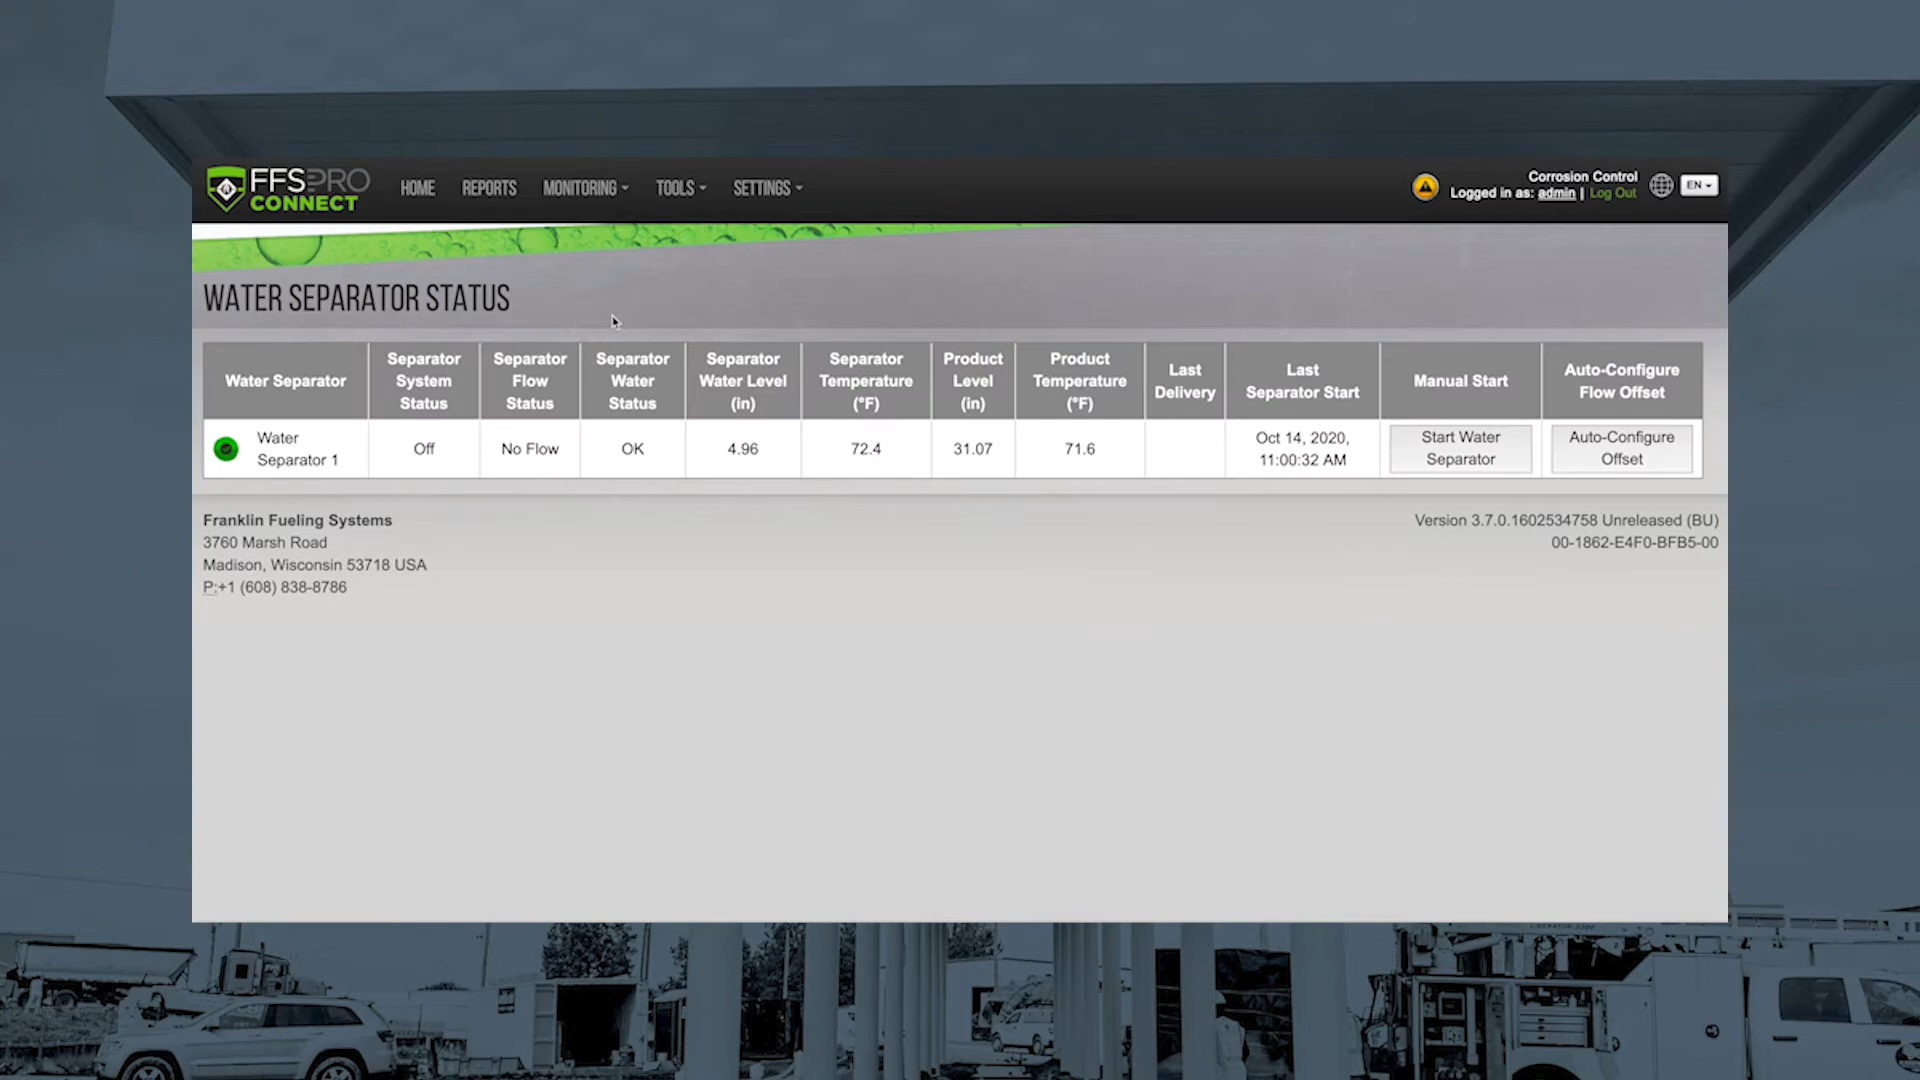 FFSPRO
CONNECT
HOME
REPORTS
MONITORING
TOOLS
SETTINGS
Corrosion Control
Logged in as: admin | Log Out
EN
WATER SEPARATOR STATUS
Water Separator
Separator
System
Status
Separator
Flow
Status
Separator
Water
Status
Separator
Water Level
(in)
Separator
Temperature
(°F)
Product
Level
(in)
Product
Temperature
(°F)
Last
Delivery
Last
Separator Start
Manual Start
Auto-Configure
Flow Offset
Water
Separator 1
Off
No Flow
OK
4.96
72.4
31.07
71.6
Oct 14, 2020,
11:00:32 AM
Start Water
Separator
Auto-Configure
Offset
Franklin Fueling Systems
3760 Marsh Road
Madison, Wisconsin 53718 USA
P:+1 (608) 838-8786
Version 3.7.0.1602534758 Unreleased (BU)
00-1862-E4F0-BFB5-00